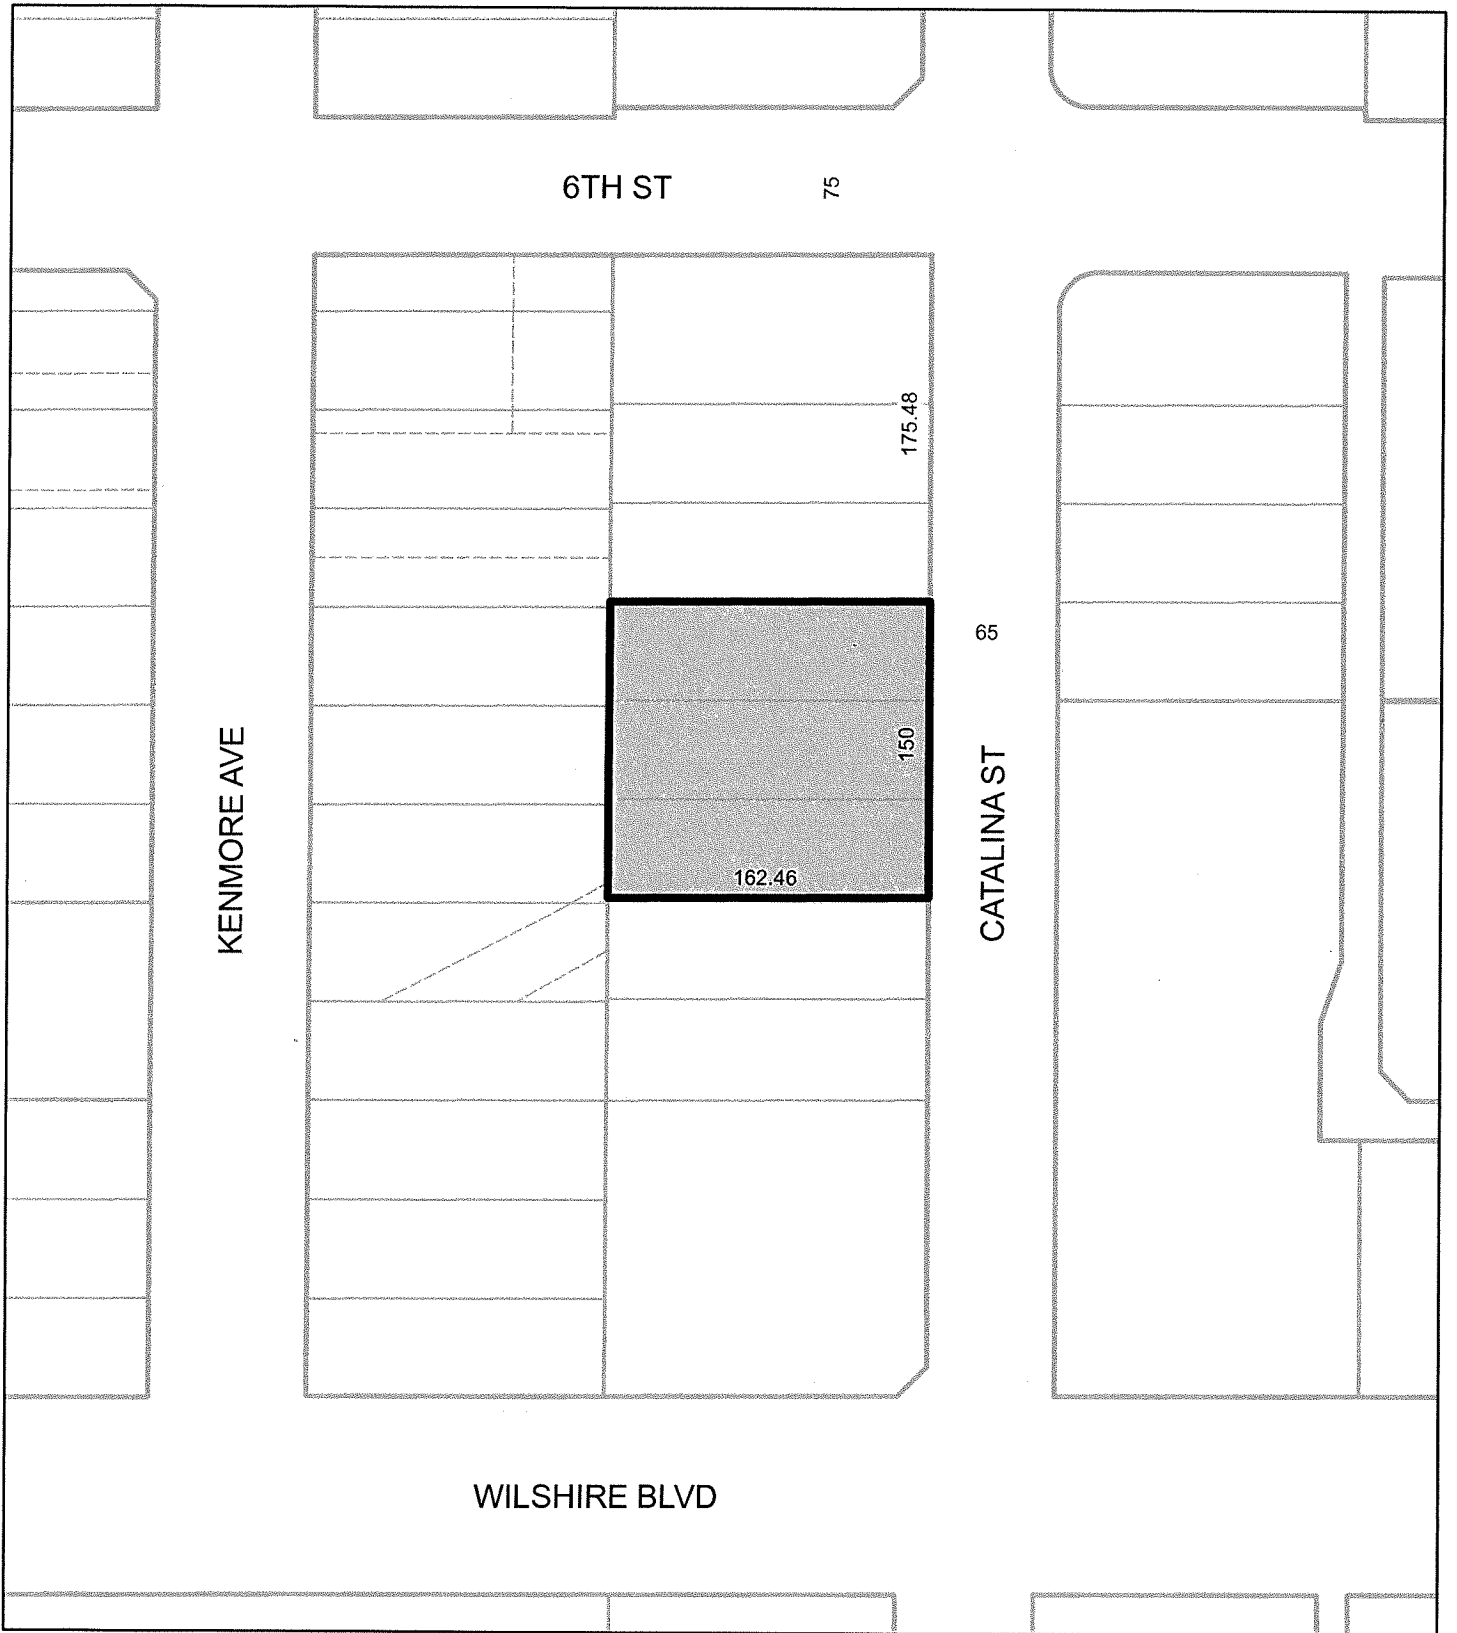 6TH ST
75
175.48
65
KENMORE AVE
150
CATALINA ST
162.46
WILSHIRE BLVD